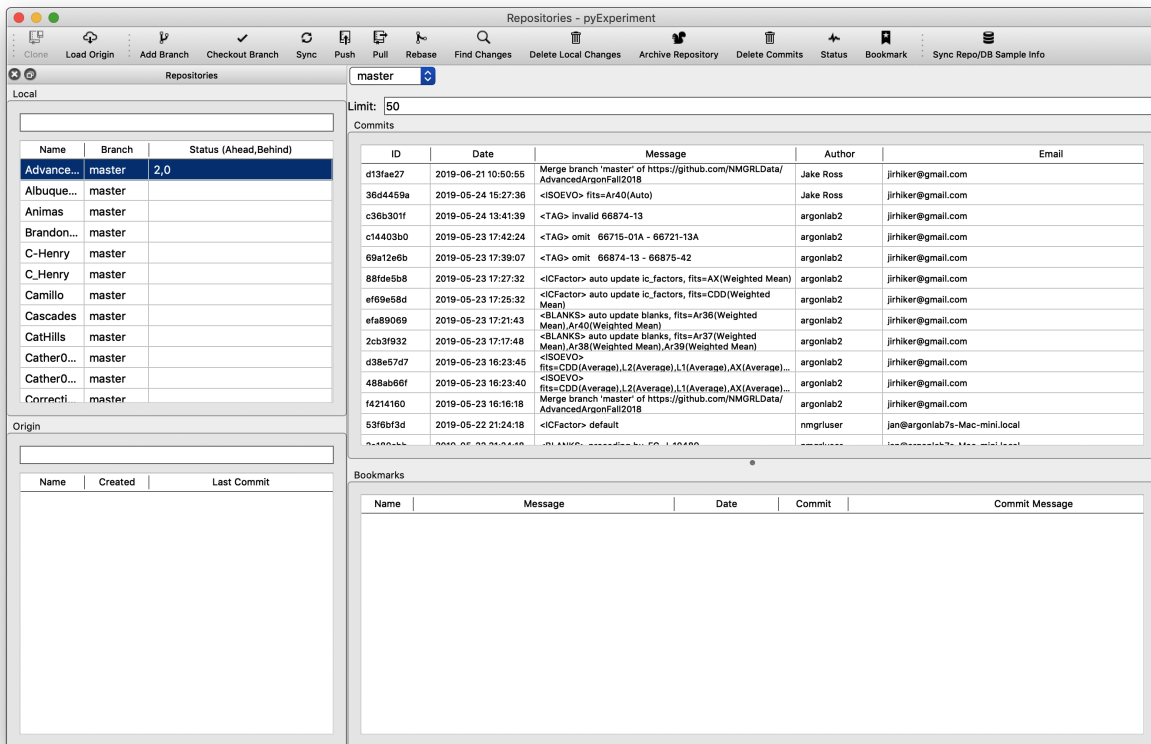 Repositories - pyExperiment
Clone Load Origin Add Branch Checkout Branch Sync Push Pull Rebase Find Changes Delete Local Changes Archive Repository Delete Commits Status Bookmark Sync Repo/DB Sample Info
Repositories
master
Local
Limit: 50
Commits
Name Branch Status (Ahead,Behind)
Advance... master 2,0
Albuque... master
Animas master
Brandon... master
C-Henry master
C_Henry master
Camillo master
Cascades master
CatHills master
Cather0... master
Cather0... master
Correcti... master
ID Date Message Author Email
d13fae27 2019-06-21 10:50:55 Merge branch 'master' of https://github.com/NMGRLData/
AdvancedArgonFall2018 Jake Ross jirhiker@gmail.com
36d4459a 2019-05-24 15:27:36 <ISOEVO> fits=Ar40(Auto) Jake Ross jirhiker@gmail.com
c36b301f 2019-05-24 13:41:39 <TAG> invalid 66874-13 argonlab2 jirhiker@gmail.com
c14403b0 2019-05-23 17:42:24 <TAG> omit 66715-01A - 66721-13A argonlab2 jirhiker@gmail.com
69a12e6b 2019-05-23 17:39:07 <TAG> omit 66874-13 - 66875-42 argonlab2 jirhiker@gmail.com
88fde5b8 2019-05-23 17:27:32 <ICFactor> auto update ic_factors, fits=AX(Weighted Mean) argonlab2 jirhiker@gmail.com
ef69e58d 2019-05-23 17:25:32 <ICFactor> auto update ic_factors, fits=CDD(Weighted
Mean) argonlab2 jirhiker@gmail.com
efa89069 2019-05-23 17:21:43 <BLANKS> auto update blanks, fits=Ar36(Weighted
Mean),Ar40(Weighted Mean) argonlab2 jirhiker@gmail.com
2cb3f932 2019-05-23 17:17:48 <BLANKS> auto update blanks, fits=Ar37(Weighted
Mean),Ar38(Weighted Mean),Ar39(Weighted Mean) argonlab2 jirhiker@gmail.com
d38e57d7 2019-05-23 16:23:45 <ISOEVO>
fits=CDD(Average),L2(Average),L1(Average),AX(Average)... argonlab2 jirhiker@gmail.com
488ab66f 2019-05-23 16:23:40 <ISOEVO>
fits=CDD(Average),L2(Average),L1(Average),AX(Average)... argonlab2 jirhiker@gmail.com
f4214160 2019-05-23 16:16:18 Merge branch 'master' of https://github.com/NMGRLData/
AdvancedArgonFall2018 argonlab2 jirhiker@gmail.com
53f6bf3d 2019-05-22 21:24:18 <ICFactor> default nmgrluser jan@argonlab7s-Mac-mini.local
Origin
Name Created Last Commit
Bookmarks
Name Message Date Commit Commit Message